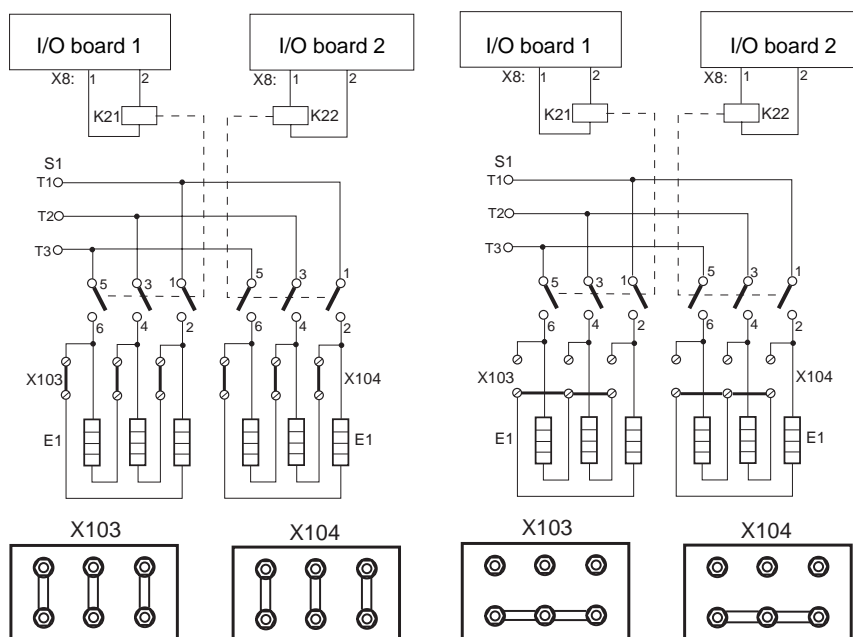 I/O board 1 I/O board 2 I/O board 1 I/O board 2
X8: 1 2 X8: 1 2 X8: 1 2 X8: 1 2
K21 K22 K21 K22
S1 S1
T1 T1
T2 T2
T3 T3
5 3 1 5 3 1 5 3 1 5 3 1
6 4 2 6 4 2 6 4 2 6 4 2
X103 X104 X103 X104
E1 E1 E1 E1
X103 X104 X103 X104